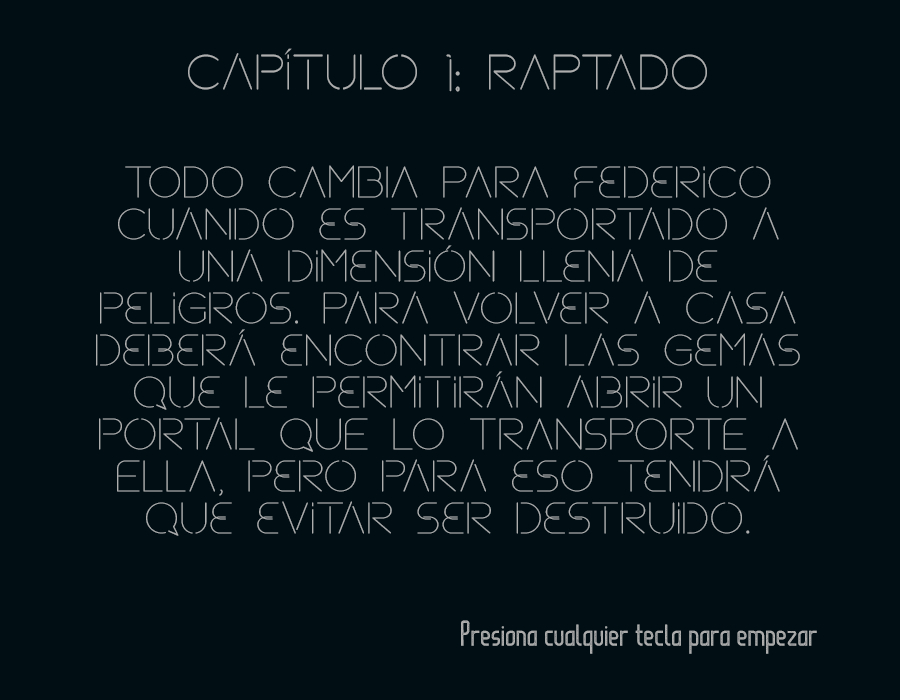 CAPÍTULO 1: RAPTADO
TODO CAMBIA PARA FEDERICO
CUANDO ES TRANSPORTADO A
UNA DIMENSIÓN LLENA DE
PELIGROS. PARA VOLVER A CASA
DEBERÁ ENCONTRAR LAS GEMAS
QUE LE PERMITIRÁN ABRIR UN
PORTAL QUE LO TRANSPORTE A
ELLA, PERO PARA ESO TENDRÁ
QUE EVITAR SER DESTRUIDO.
Presiona cualquier tecla para empezar